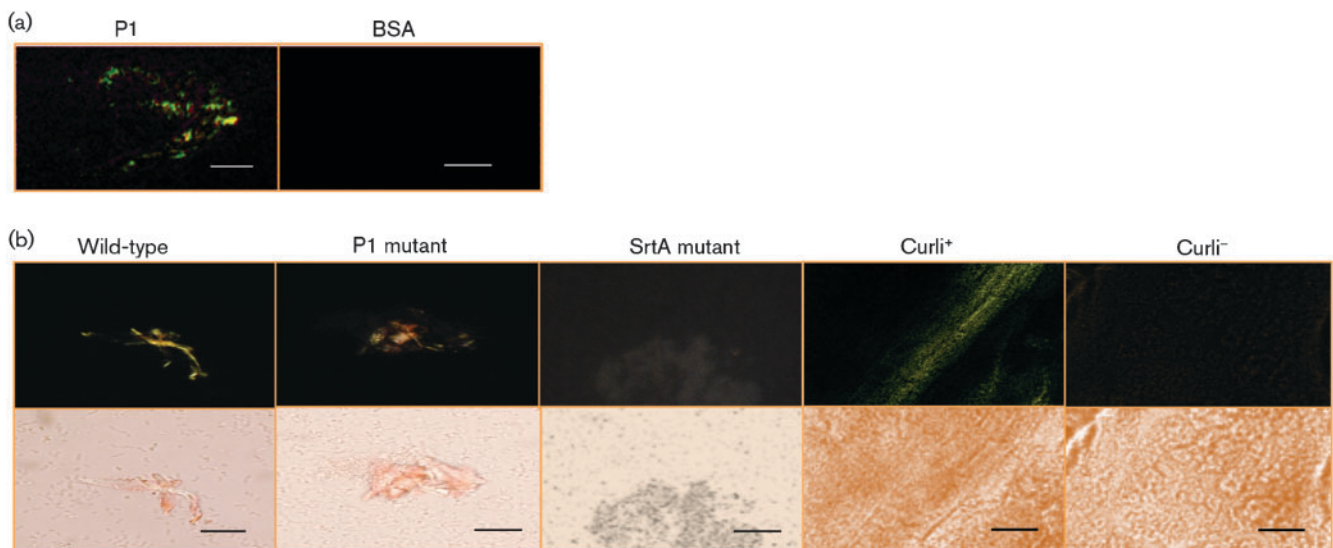 (a)
P1 BSA
(b)
Wild-type P1 mutant SrtA mutant Curli⁺ Curli⁻